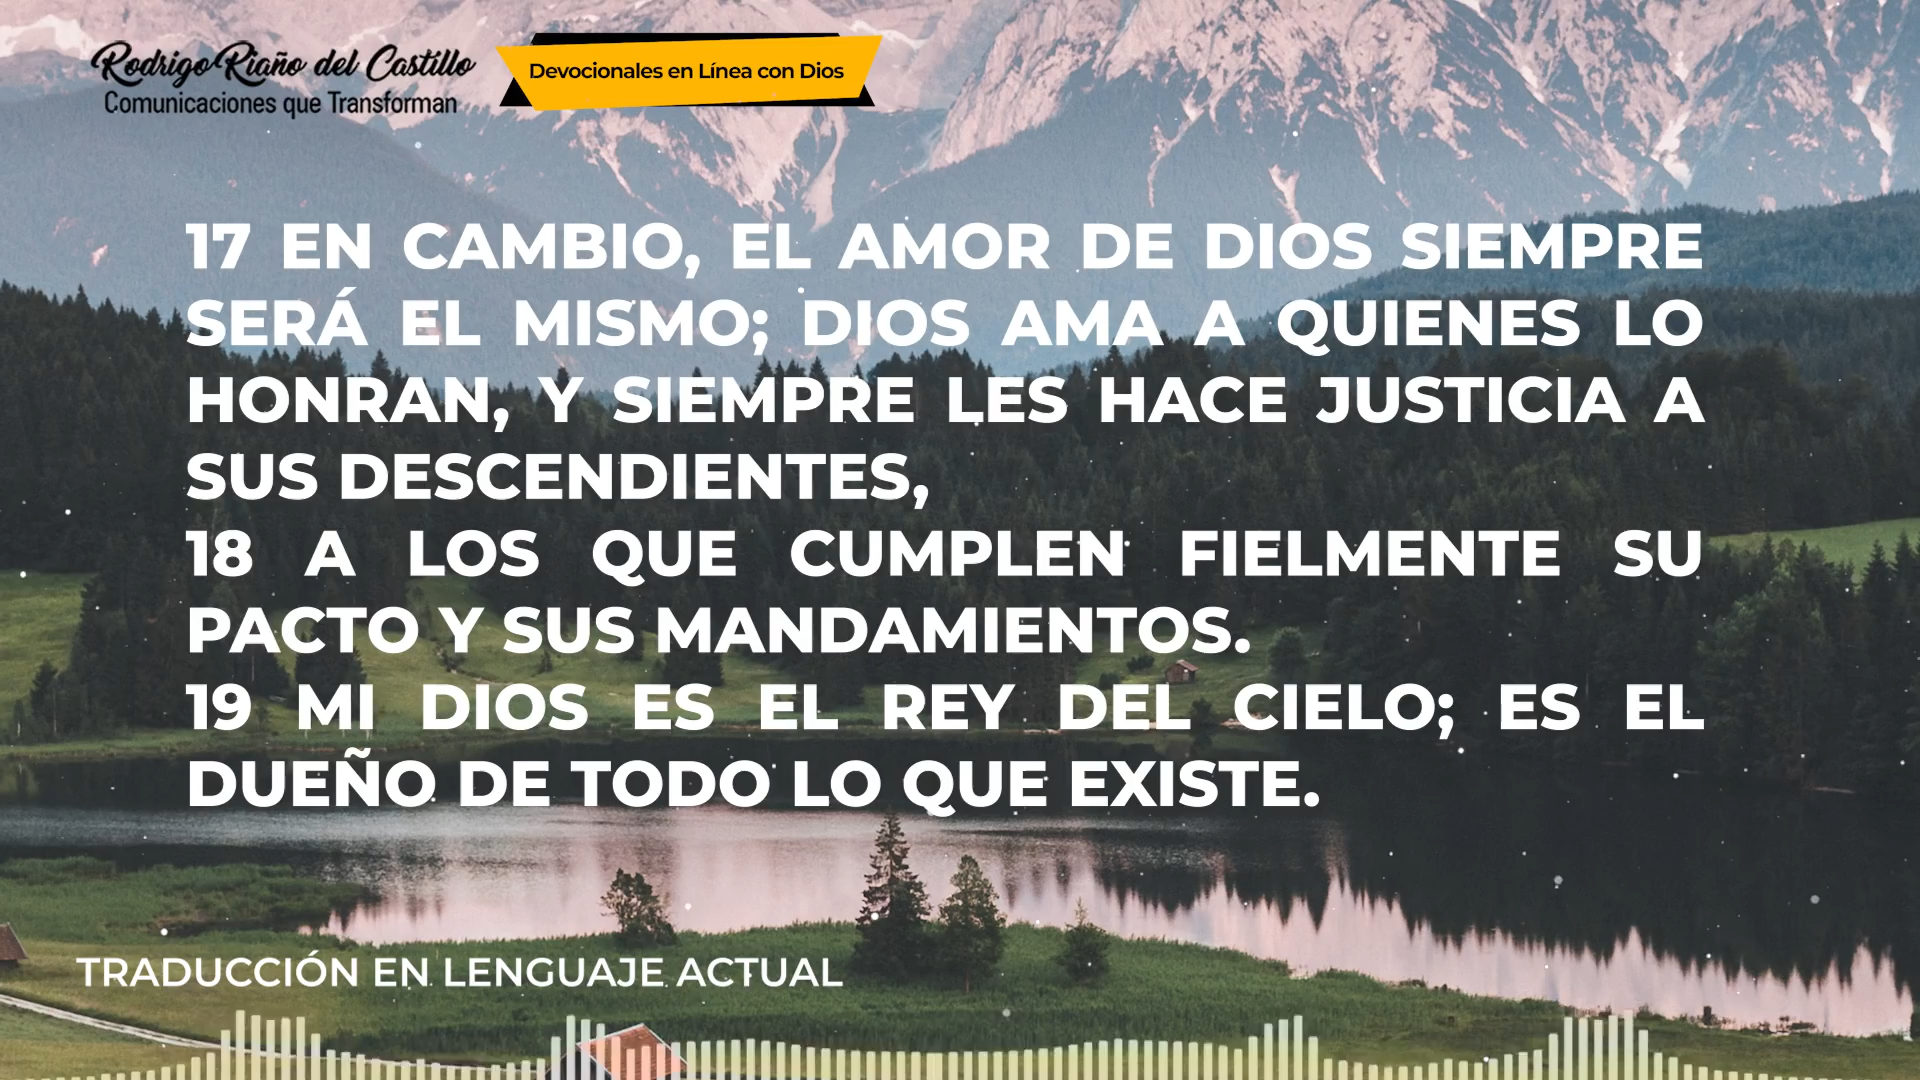 Rodrigo Riaño del Castillo
Comunicaciones que Transforman
Devocionales en Línea con Dios
17 EN CAMBIO, EL AMOR DE DIOS SIEMPRE
SERÁ EL MISMO; DIOS AMA A QUIENES LO
HONRAN, Y SIEMPRE LES HACE JUSTICIA A
SUS DESCENDIENTES,
18 A LOS QUE CUMPLEN FIELMENTE SU
PACTO Y SUS MANDAMIENTOS.
19 MI DIOS ES EL REY DEL CIELO; ES EL
DUEÑO DE TODO LO QUE EXISTE.
TRADUCCIÓN EN LENGUAJE ACTUAL